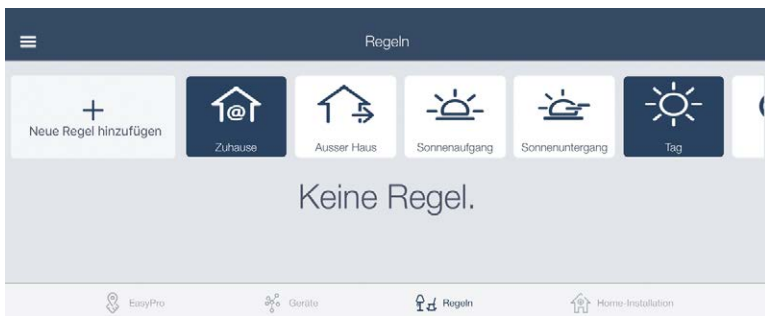 Regeln
Neue Regel hinzufügen
Zuhause
Ausser Haus
Sonnenaufgang
Sonnenuntergang
Tag
Keine Regel.
EasyPro
Geräte
Regeln
Home-Installation